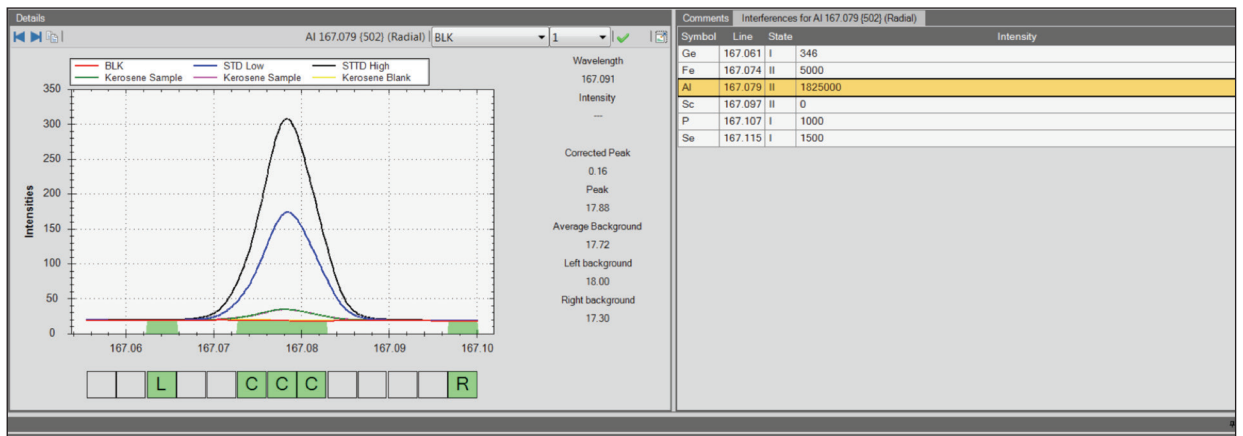 Details
Al 167.079 {502} (Radial) BLK 1
BLK STD Low STTD High
Kerosene Sample Kerosene Sample Kerosene Blank
Intensities
350
300
250
200
150
100
50
0
167.06 167.07 167.08 167.09 167.10
L C C C R
Wavelength
167.091
Intensity
---
Corrected Peak
0.16
Peak
17.88
Average Background
17.72
Left background
18.00
Right background
17.30
Comments Interferences for Al 167.079 {502} (Radial)
Symbol Line State Intensity
Ge 167.061 I 346
Fe 167.074 II 5000
Al 167.079 II 1825000
Sc 167.097 II 0
P 167.107 I 1000
Se 167.115 I 1500